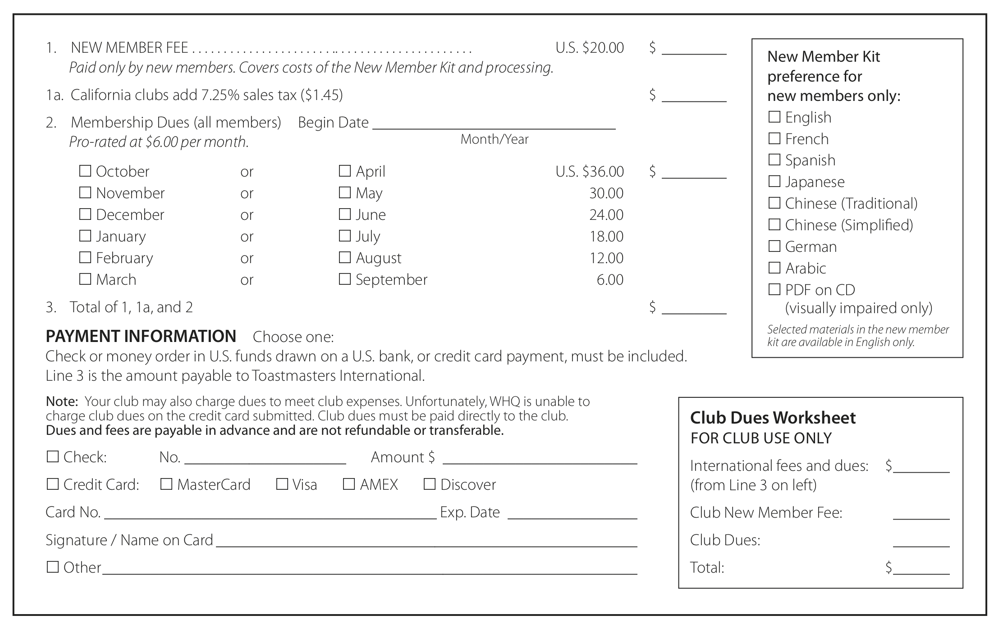 1. NEW MEMBER FEE . . . . . . . . . . . . . . . . . . . . . . . .. . . . . . . . . . . . . . . . . . . . . . . U.S. $20.00 $ ________
Paid only by new members. Covers costs of the New Member Kit and processing.
1a. California clubs add 7.25% sales tax ($1.45) $ ________
2. Membership Dues (all members) Begin Date ______________________________
Month/Year
Pro-rated at $6.00 per month.
☐ October or ☐ April U.S. $36.00 $ ________
☐ November or ☐ May 30.00
☐ December or ☐ June 24.00
☐ January or ☐ July 18.00
☐ February or ☐ August 12.00
☐ March or ☐ September 6.00
3. Total of 1, 1a, and 2 $ ________
New Member Kit
preference for
new members only:
☐ English
☐ French
☐ Spanish
☐ Japanese
☐ Chinese (Traditional)
☐ Chinese (Simplified)
☐ German
☐ Arabic
☐ PDF on CD
(visually impaired only)
Selected materials in the new member
kit are available in English only.
PAYMENT INFORMATION Choose one:
Check or money order in U.S. funds drawn on a U.S. bank, or credit card payment, must be included.
Line 3 is the amount payable to Toastmasters International.
Note: Your club may also charge dues to meet club expenses. Unfortunately, WHQ is unable to
charge club dues on the credit card submitted. Club dues must be paid directly to the club.
Dues and fees are payable in advance and are not refundable or transferable.
☐ Check: No. ____________________ Amount $ ________________________
☐ Credit Card: ☐ MasterCard ☐ Visa ☐ AMEX ☐ Discover
Card No. _________________________________________ Exp. Date ________________
Signature / Name on Card ____________________________________________________
☐ Other __________________________________________________________________
Club Dues Worksheet
FOR CLUB USE ONLY
International fees and dues: $_______
(from Line 3 on left)
Club New Member Fee: _______
Club Dues: _______
Total: $_______